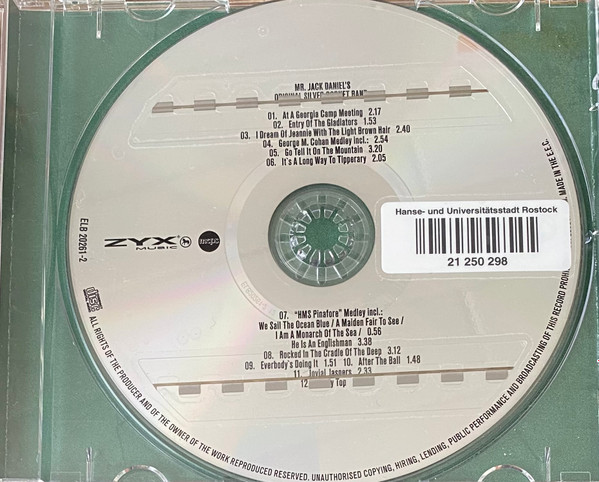 MR. JACK DANIEL'S
ORIGINAL SILVER CORNET BAND
01. At A Georgia Camp Meeting 2.17
02. Entry Of The Gladiators 1.53
03. I Dream Of Jeannie With The Light Brown Hair 2.40
04. George M. Cohan Medley incl.: 2.54
05. Go Tell It On The Mountain 3.20
06. It's A Long Way To Tipperary 2.05
ELB 20261-2
ZYX
MUSIC
mcps
Hanse- und Universitätsstadt Rostock
21 250 298
07. "HMS Pinafore" Medley incl.:
We Sail The Ocean Blue / A Maiden Fair To See /
I Am A Monarch Of The Sea / 0.56
He Is An Englishman 3.38
08. Rocked In The Cradle Of The Deep 3.12
09. Everbody's Doing It 1.51 10. After The Ball 1.48
11. Jovial Jaspers 2.33
12 Top
ALL RIGHTS OF THE PRODUCER AND OF THE OWNER OF THE WORK REPRODUCED RESERVED. UNAUTHORISED COPYING, HIRING, LENDING, PUBLIC PERFORMANCE AND BROADCASTING OF THIS RECORD PROHI MADE IN THE E.E.C.